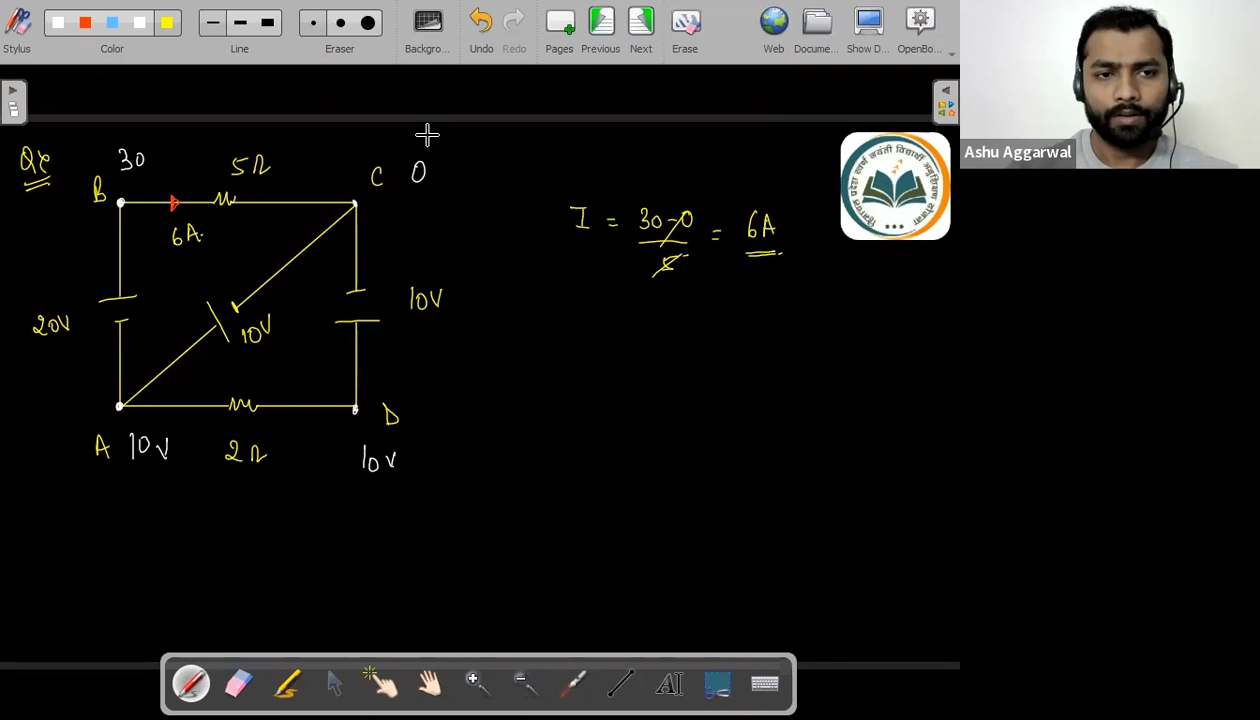 Stylus
Color
Line
Eraser
Backgro...
Undo
Redo
Pages
Previous
Next
Erase
Web
Docume...
Show D...
OpenBo...
Ashu Aggarwal
30
5Ω
C
0
B
6A.
I = 30-0 / 5 = 6A
20V
10V
10V
A 10V
2Ω
D
10V
AI